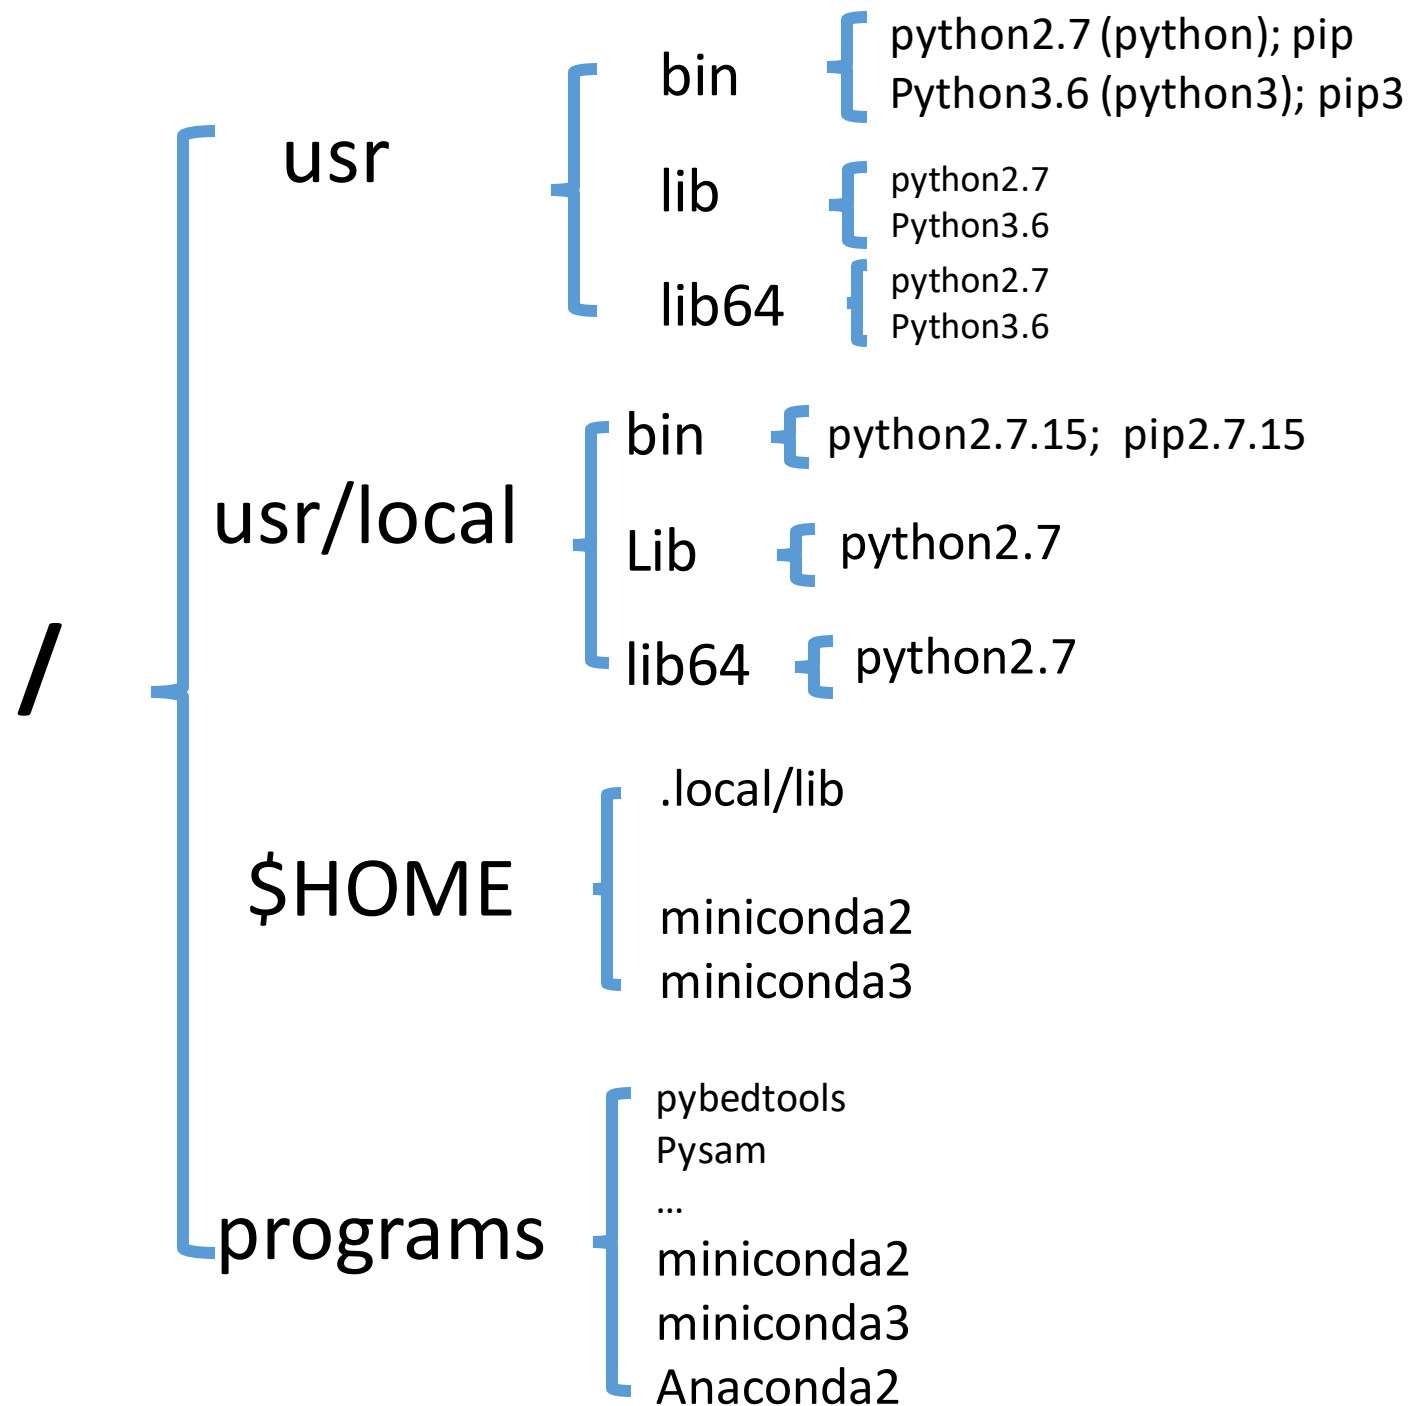 /
usr
bin
python2.7 (python); pip
Python3.6 (python3); pip3
lib
python2.7
Python3.6
lib64
python2.7
Python3.6
usr/local
bin
python2.7.15; pip2.7.15
Lib
python2.7
lib64
python2.7
$HOME
.local/lib
miniconda2
miniconda3
programs
pybedtools
Pysam
...
miniconda2
miniconda3
Anaconda2